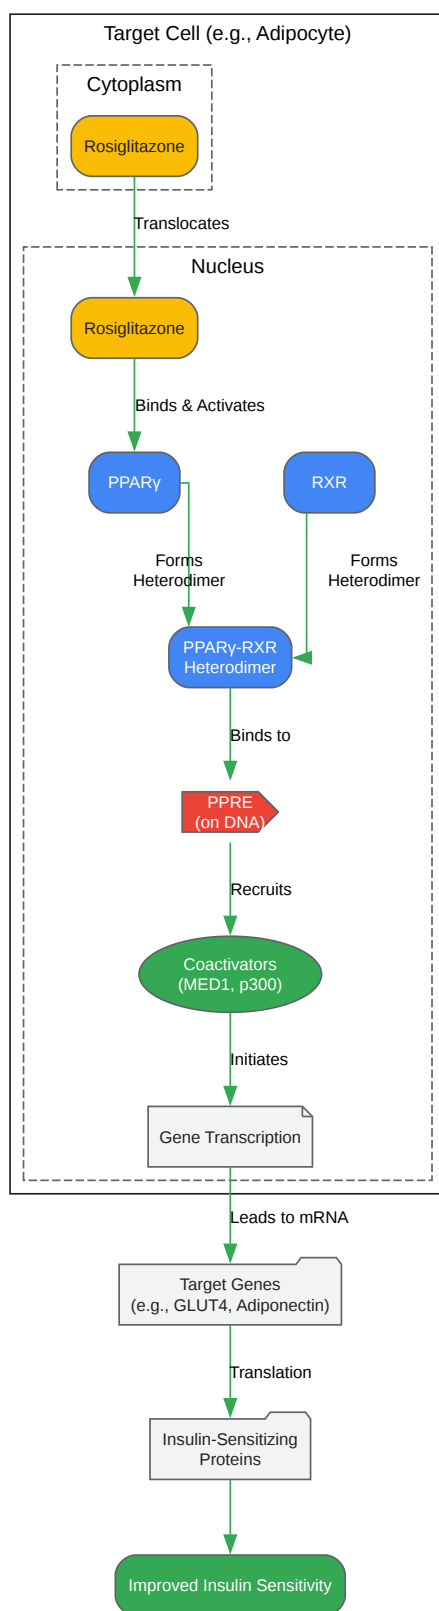 Target Cell (e.g., Adipocyte)
Cytoplasm
Rosiglitazone
Translocates
Nucleus
Rosiglitazone
Binds & Activates
PPARγ
RXR
Forms
Heterodimer
Forms
Heterodimer
PPARγ-RXR
Heterodimer
Binds to
PPRE
(on DNA)
Recruits
Coactivators
(MED1, p300)
Initiates
Gene Transcription
Leads to mRNA
Target Genes
(e.g., GLUT4, Adiponectin)
Translation
Insulin-Sensitizing
Proteins
Improved Insulin Sensitivity